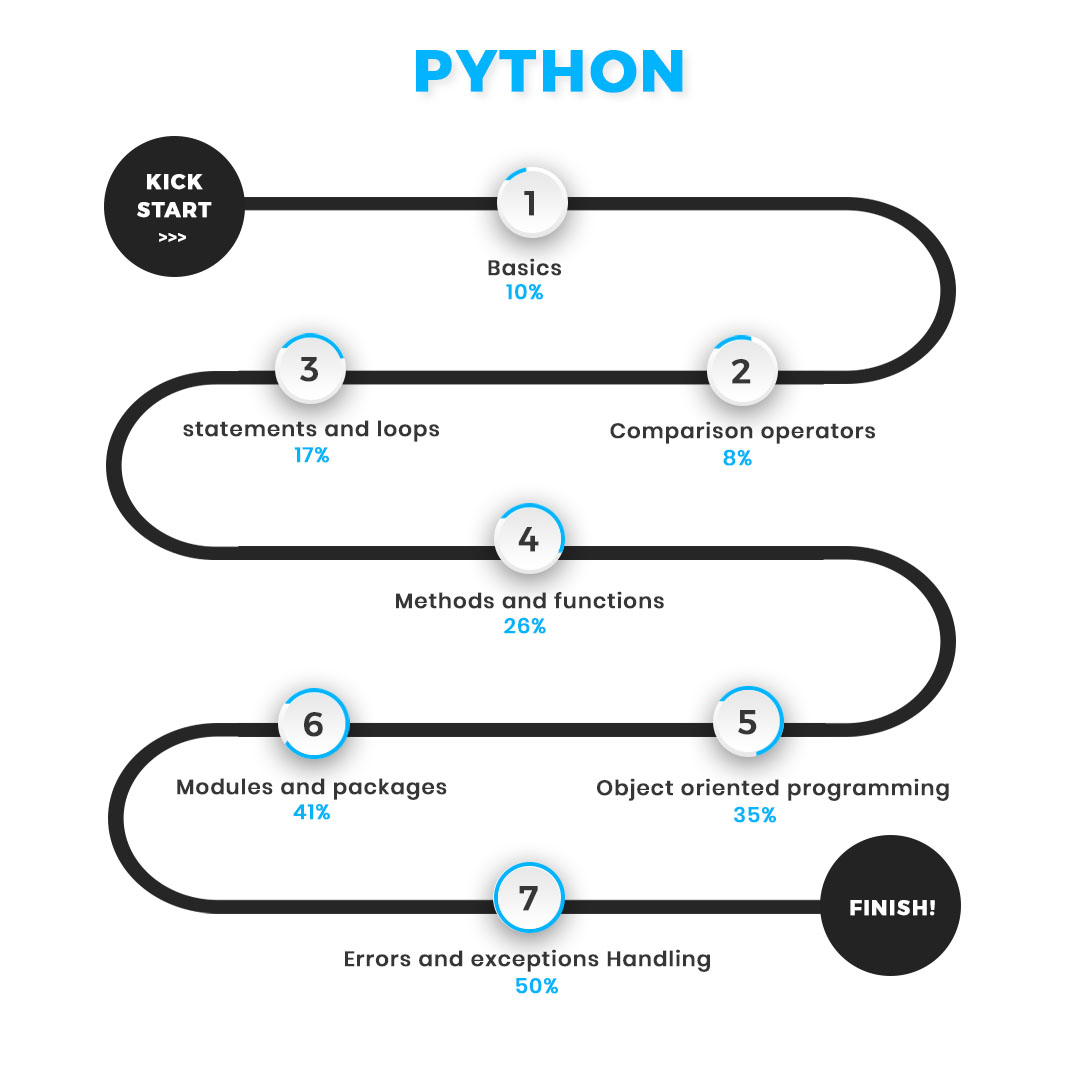 PYTHON
KICK
START
>>>
1
Basics
10%
2
Comparison operators
8%
3
statements and loops
17%
4
Methods and functions
26%
5
Object oriented programming
35%
6
Modules and packages
41%
7
Errors and exceptions Handling
50%
FINISH!